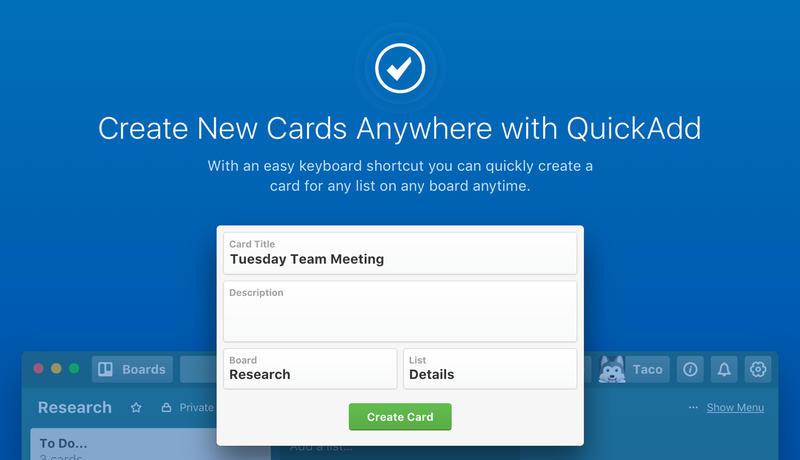 Create New Cards Anywhere with QuickAdd
With an easy keyboard shortcut you can quickly create a
card for any list on any board anytime.
Card Title
Tuesday Team Meeting
Description
Board
Research
List
Details
Create Card
Boards
Taco
Research
Private
··· Show Menu
To Do...
3 cards
Add a list...